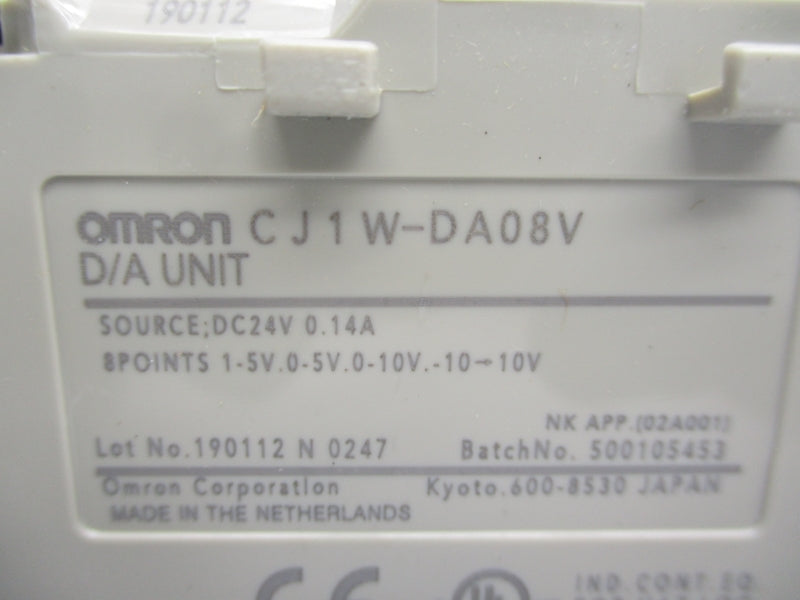 190112
OMRON CJ1W-DA08V
D/A UNIT
SOURCE;DC24V 0.14A
8POINTS 1-5V.0-5V.0-10V.-10→10V
NK APP.(02A001)
Lot No.190112 N 0247 BatchNo. 500105453
Omron Corporation Kyoto.600-8530 JAPAN
MADE IN THE NETHERLANDS
CE UL IND. CONT. EQ.